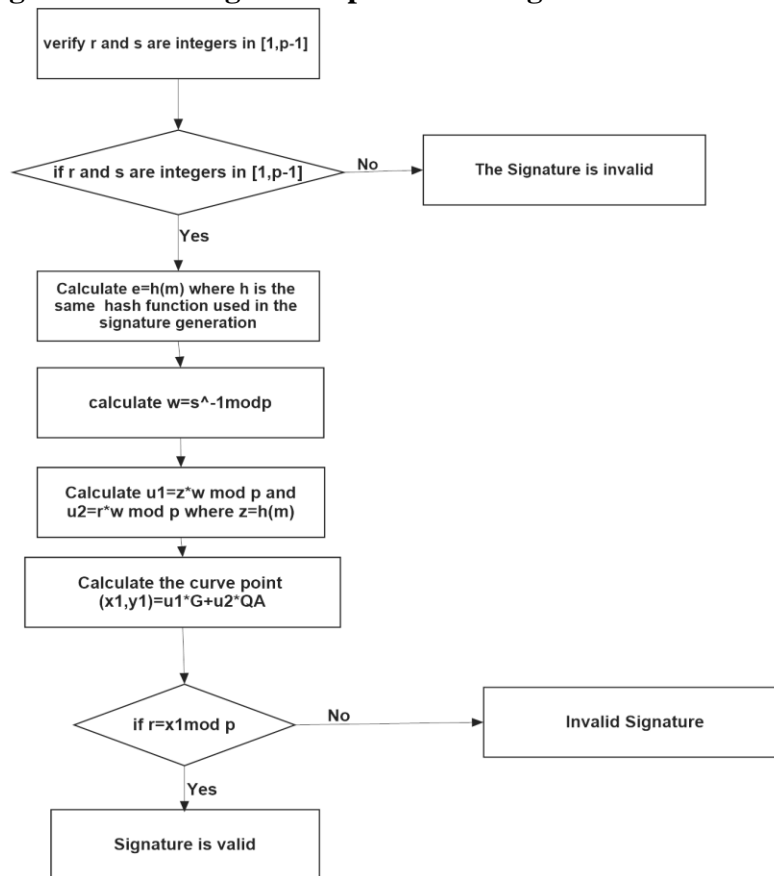 verify r and s are integers in [1,p-1]
if r and s are integers in [1,p-1]
No
The Signature is invalid
Yes
Calculate e=h(m) where h is the
same hash function used in the
signature generation
calculate w=s^-1modp
Calculate u1=z*w mod p and
u2=r*w mod p where z=h(m)
Calculate the curve point
(x1,y1)=u1*G+u2*QA
if r=x1mod p
No
Invalid Signature
Yes
Signature is valid